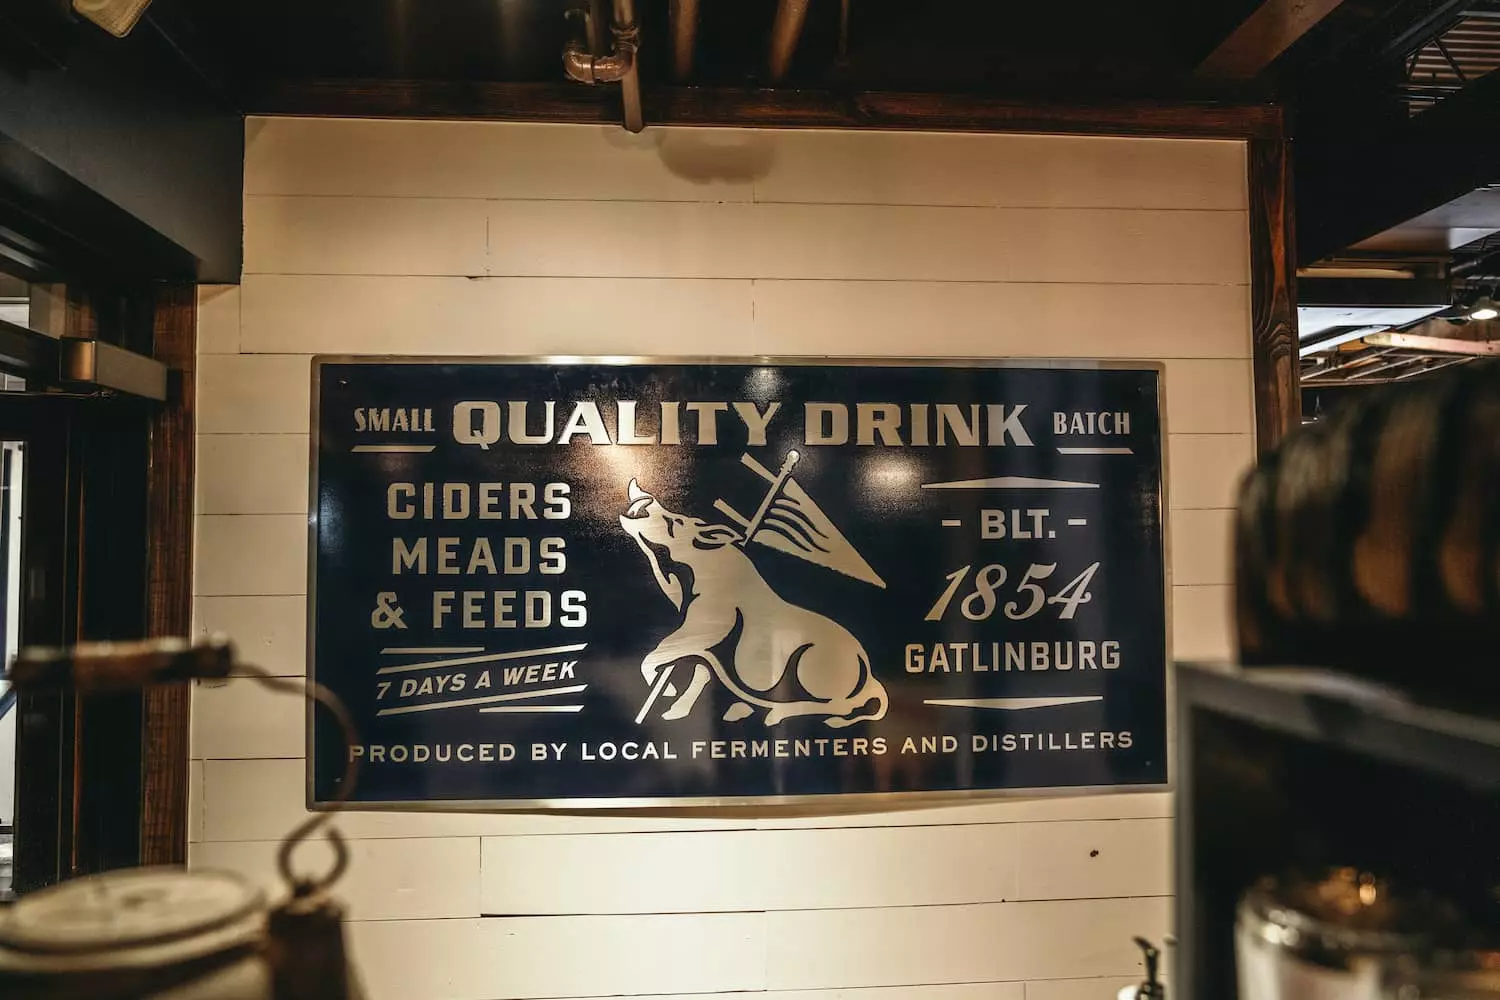 SMALL QUALITY DRINK BATCH
CIDERS
MEADS
& FEEDS
7 DAYS A WEEK
- BLT. -
1854
GATLINBURG
PRODUCED BY LOCAL FERMENTERS AND DISTILLERS